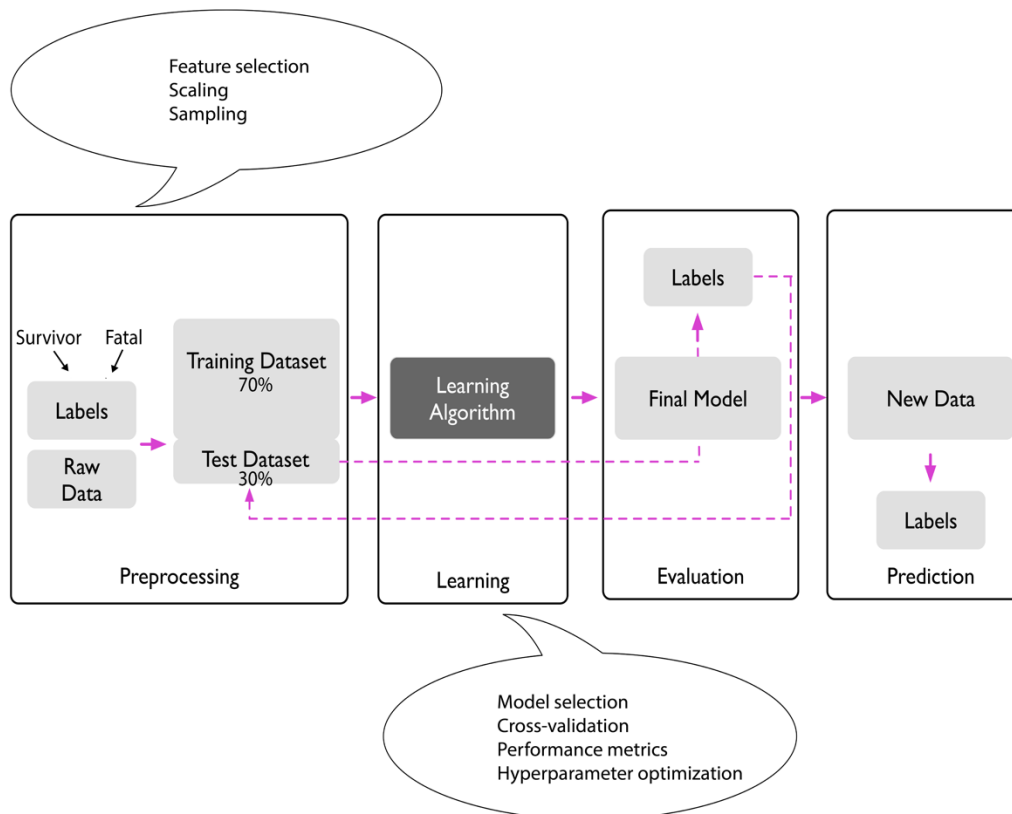 Feature selection
Scaling
Sampling
Survivor
Fatal
Labels
Raw
Data
Training Dataset
70%
Test Dataset
30%
Preprocessing
Learning
Algorithm
Learning
Labels
Final Model
Evaluation
New Data
Labels
Prediction
Model selection
Cross-validation
Performance metrics
Hyperparameter optimization